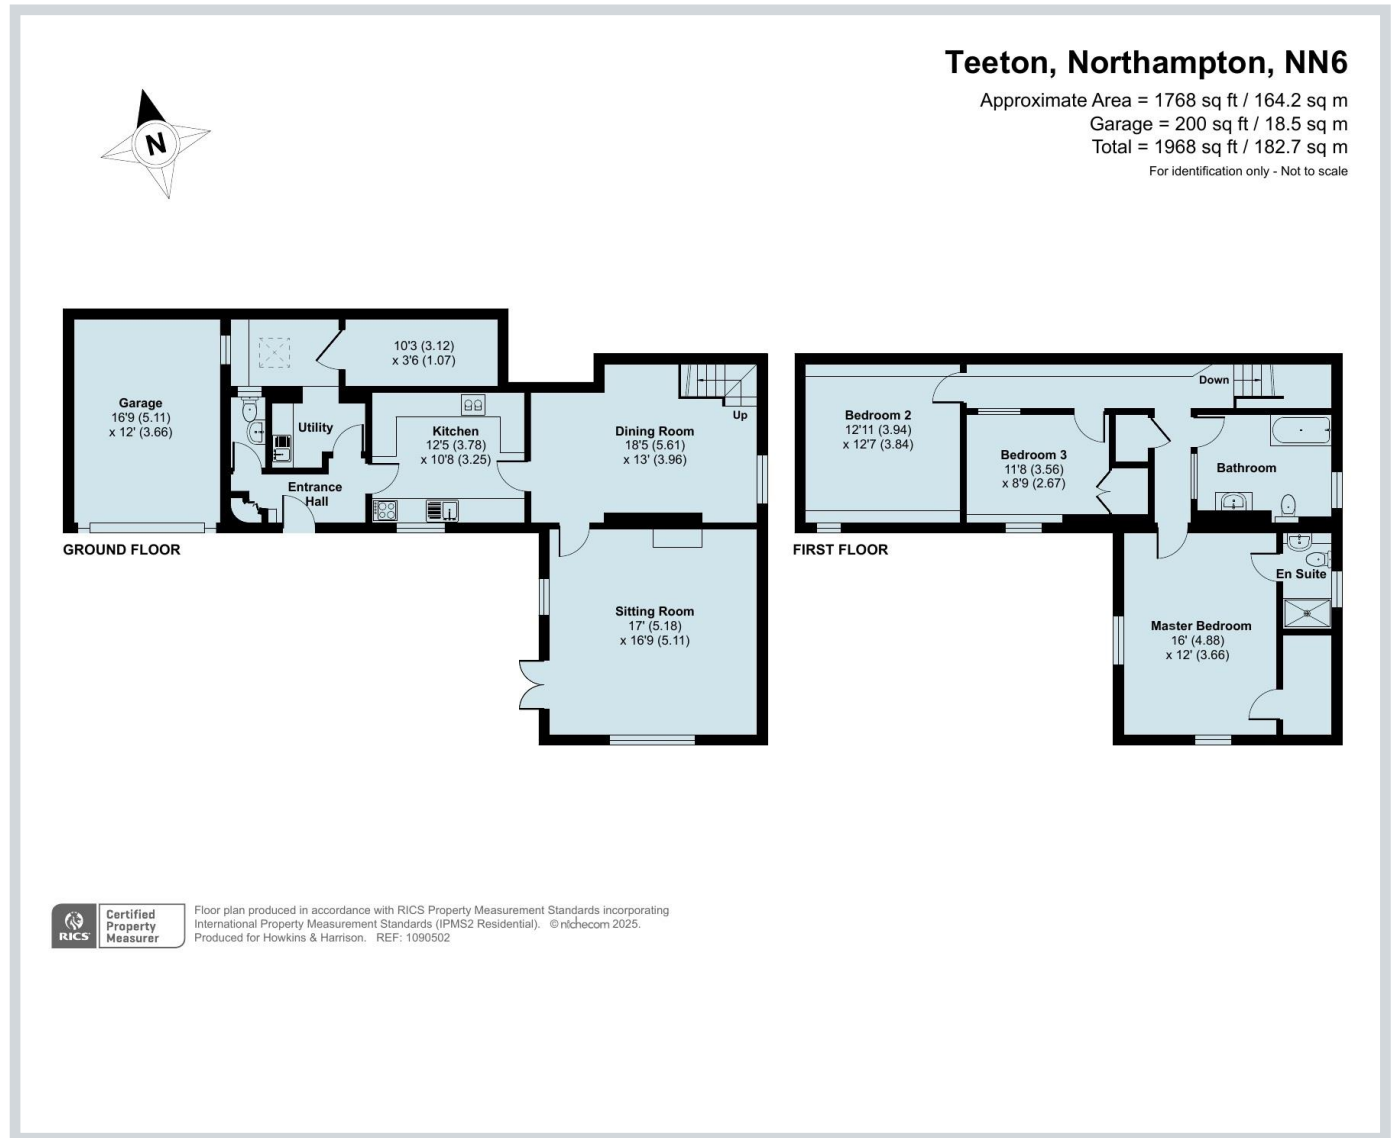 Teeton, Northampton, NN6
Approximate Area = 1768 sq ft / 164.2 sq m
Garage = 200 sq ft / 18.5 sq m
Total = 1968 sq ft / 182.7 sq m
For identification only - Not to scale
N
10'3 (3.12)
x 3'6 (1.07)
Garage
16'9 (5.11)
x 12' (3.66)
Utility
Kitchen
12'5 (3.78)
x 10'8 (3.25)
Dining Room
18'5 (5.61)
x 13' (3.96)
Up
Entrance
Hall
GROUND FLOOR
Sitting Room
17' (5.18)
x 16'9 (5.11)
Down
Bedroom 2
12'11 (3.94)
x 12'7 (3.84)
Bedroom 3
11'8 (3.56)
x 8'9 (2.67)
Bathroom
FIRST FLOOR
En Suite
Master Bedroom
16' (4.88)
x 12' (3.66)
RICS
Certified
Property
Measurer
Floor plan produced in accordance with RICS Property Measurement Standards incorporating
International Property Measurement Standards (IPMS2 Residential). © nichecom 2025.
Produced for Howkins & Harrison. REF: 1090502